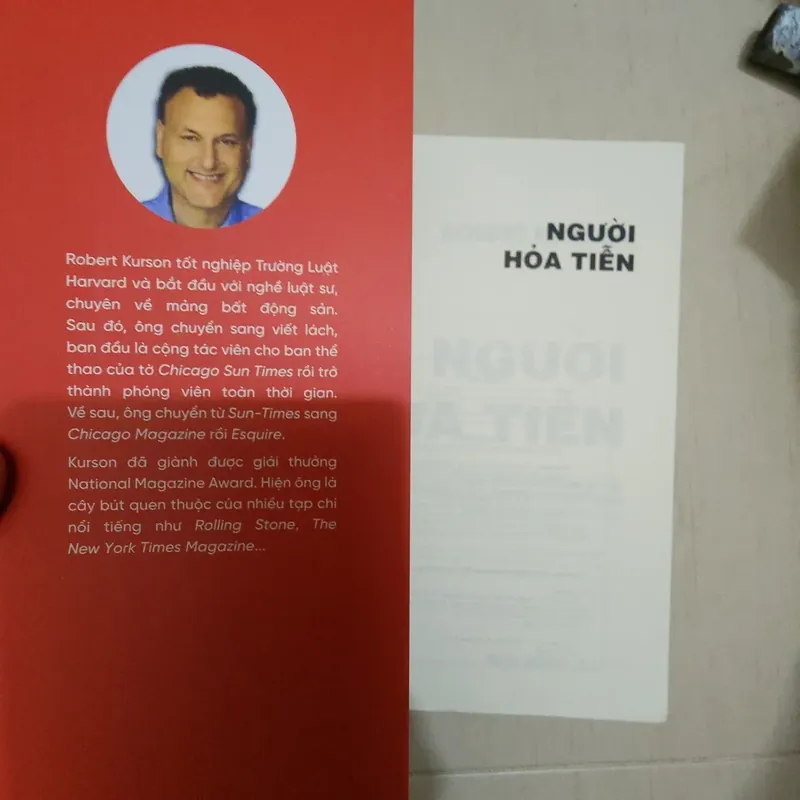 Robert Kurson tốt nghiệp Trường Luật
Harvard và bắt đầu với nghề luật sư,
chuyên về mảng bất động sản.
Sau đó, ông chuyển sang viết lách,
ban đầu là cộng tác viên cho ban thể
thao của tờ Chicago Sun Times rồi trở
thành phóng viên toàn thời gian.
Về sau, ông chuyển từ Sun-Times sang
Chicago Magazine rồi Esquire.
Kurson đã giành được giải thưởng
National Magazine Award. Hiện ông là
cây bút quen thuộc của nhiều tạp chí
nổi tiếng như Rolling Stone, The
New York Times Magazine...
NGƯỜI
HỎA TIỄN
NGƯỜI
TIỄN